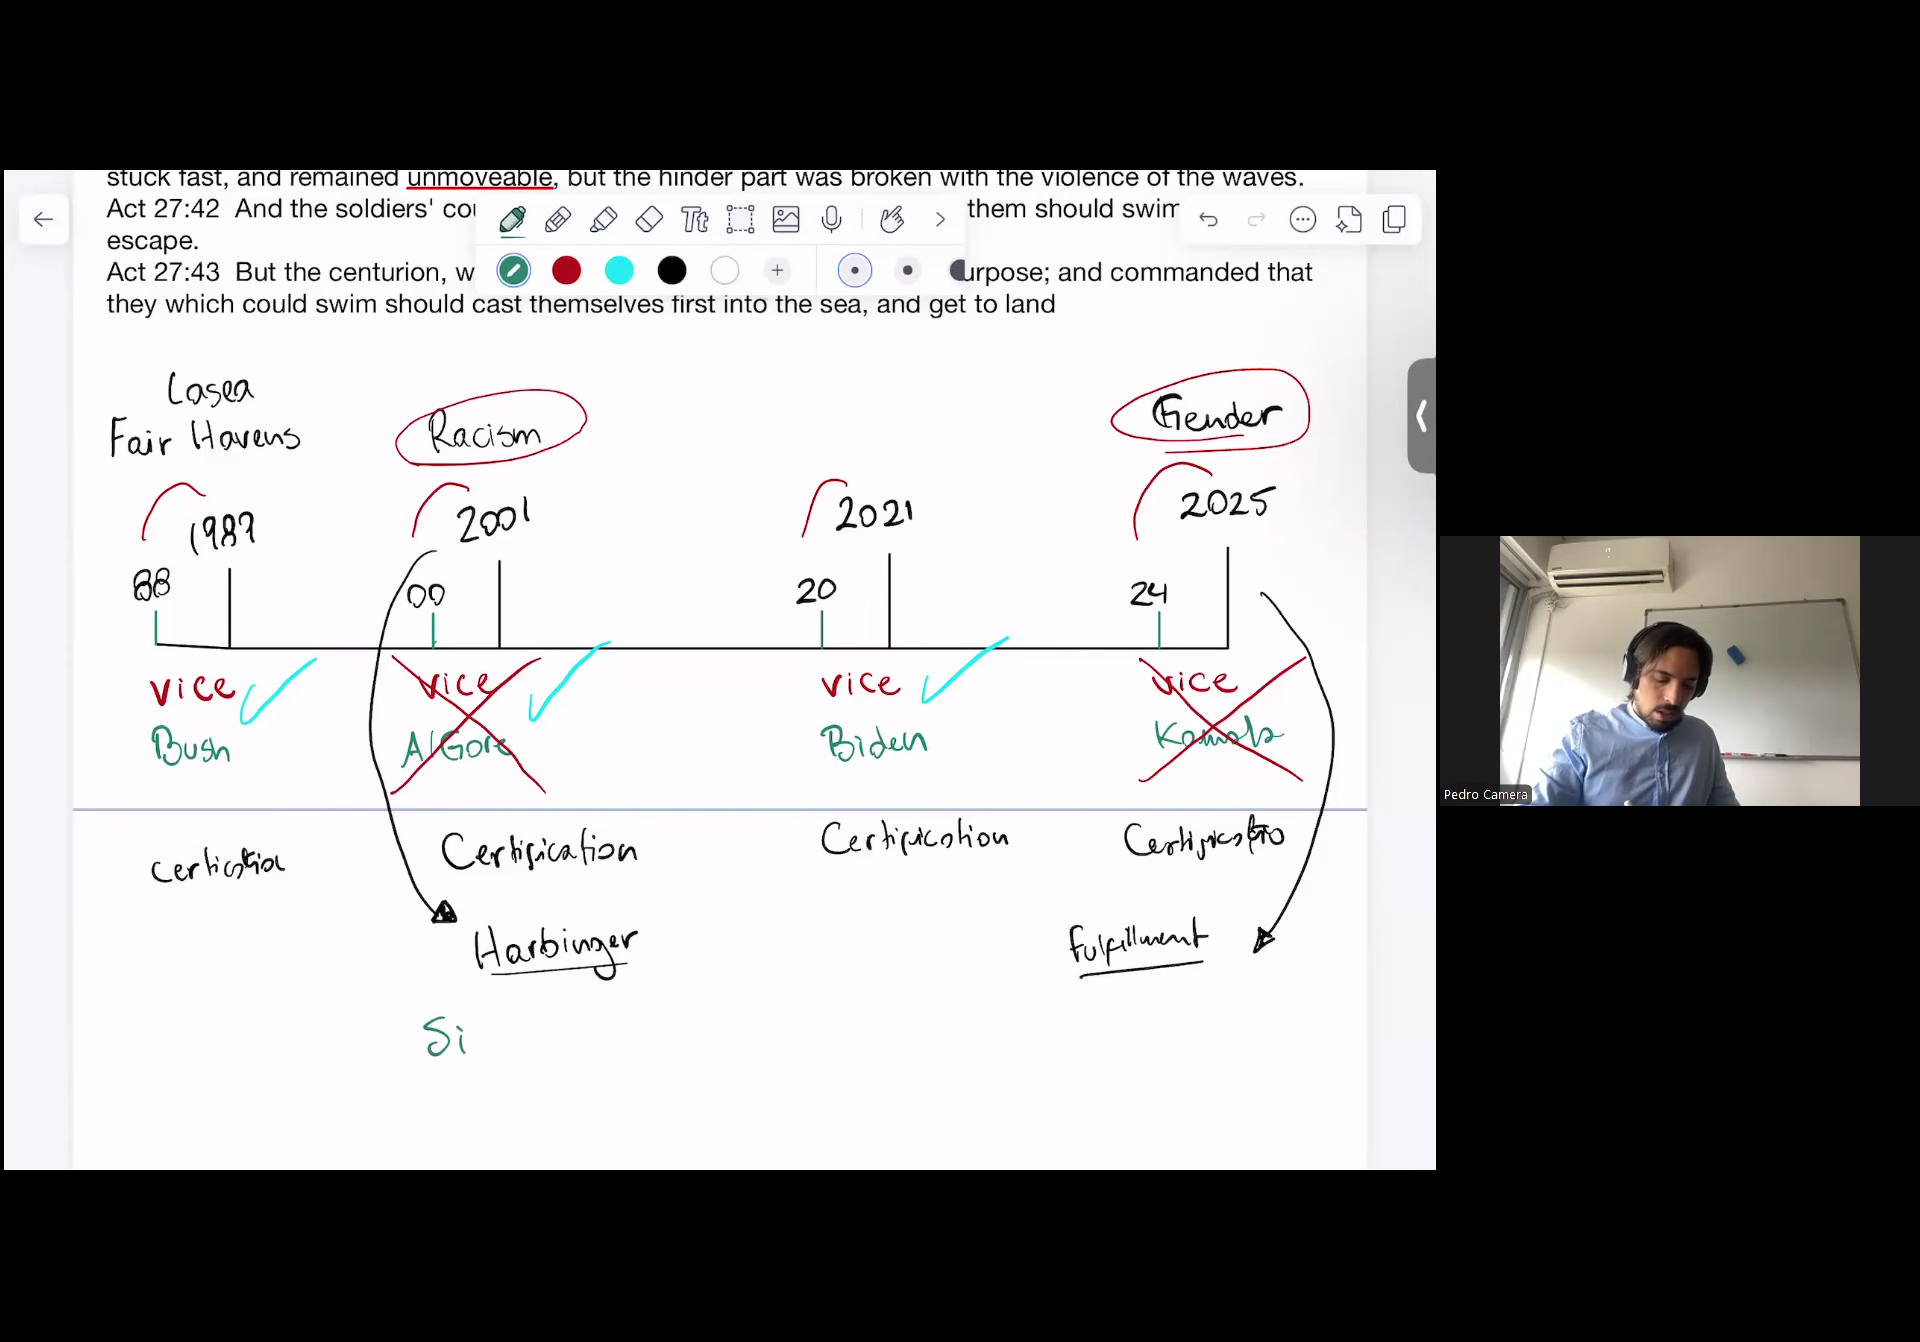 stuck fast, and remained unmoveable, but the hinder part was broken with the violence of the waves.
Act 27:42 And the soldiers' cou them should swim
escape.
Act 27:43 But the centurion, w urpose; and commanded that
they which could swim should cast themselves first into the sea, and get to land
Tt
Lasea
Fair Havens
Racism
Gender
1989 2001 2021 2025
88 00 20 24
vice vice vice vice
Bush Al Gore Biden Kamala
Certification Certification
Harbinger Fulfillment
Si
Pedro Camera